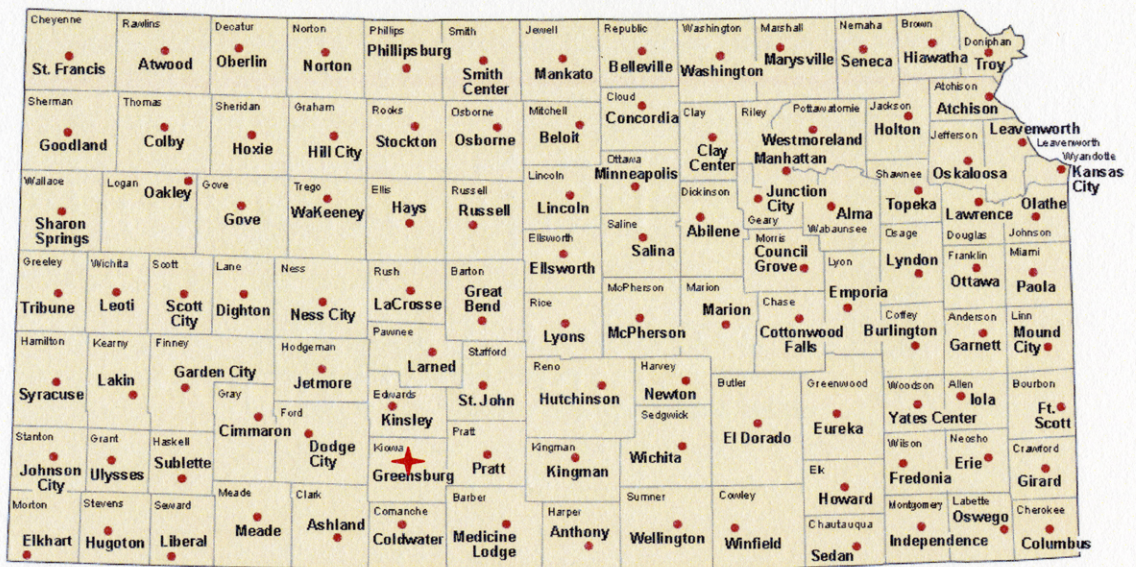 Cheyenne
St. Francis
Rawlins
Atwood
Decatur
Oberlin
Norton
Norton
Phillips
Phillipsburg
Smith
Smith
Center
Jewell
Mankato
Republic
Belleville
Washington
Washington
Marshall
Marysville
Nemaha
Seneca
Brown
Hiawatha
Doniphan
Troy
Sherman
Goodland
Thomas
Colby
Sheridan
Hoxie
Graham
Hill City
Rooks
Stockton
Osborne
Osborne
Mitchell
Beloit
Cloud
Concordia
Clay
Clay
Center
Riley
Manhattan
Pottawatomie
Westmoreland
Jackson
Holton
Atchison
Atchison
Jefferson
Oskaloosa
Leavenworth
Leavenworth
Wyandotte
Kansas
City
Wallace
Sharon
Springs
Logan
Oakley
Gove
Gove
Trego
WaKeeney
Ellis
Hays
Russell
Russell
Lincoln
Lincoln
Ottawa
Minneapolis
Saline
Salina
Dickinson
Abilene
Junction
City
Geary
Alma
Wabaunsee
Shawnee
Topeka
Lawrence
Douglas
Olathe
Johnson
Greeley
Tribune
Wichita
Leoti
Scott
Scott
City
Lane
Dighton
Ness
Ness City
Rush
LaCrosse
Barton
Great
Bend
Ellsworth
Ellsworth
Rice
Lyons
McPherson
McPherson
Marion
Marion
Morris
Council
Grove
Chase
Cottonwood
Falls
Lyon
Emporia
Osage
Lyndon
Franklin
Ottawa
Miami
Paola
Coffey
Burlington
Anderson
Garnett
Linn
Mound
City
Hamilton
Syracuse
Kearny
Lakin
Finney
Garden City
Hodgeman
Jetmore
Pawnee
Larned
Stafford
St. John
Edwards
Kinsley
Gray
Cimmaron
Ford
Dodge
City
Reno
Hutchinson
Harvey
Newton
Sedgwick
Wichita
Butler
El Dorado
Greenwood
Eureka
Woodson
Yates Center
Allen
Iola
Bourbon
Ft.
Scott
Stanton
Johnson
City
Grant
Ulysses
Haskell
Sublette
Kiowa
Greensburg
Pratt
Pratt
Kingman
Kingman
Elk
Howard
Wilson
Fredonia
Neosho
Erie
Crawford
Girard
Morton
Elkhart
Stevens
Hugoton
Seward
Liberal
Meade
Meade
Clark
Ashland
Comanche
Coldwater
Barber
Medicine
Lodge
Harper
Anthony
Sumner
Wellington
Cowley
Winfield
Chautauqua
Sedan
Montgomery
Independence
Labette
Oswego
Cherokee
Columbus